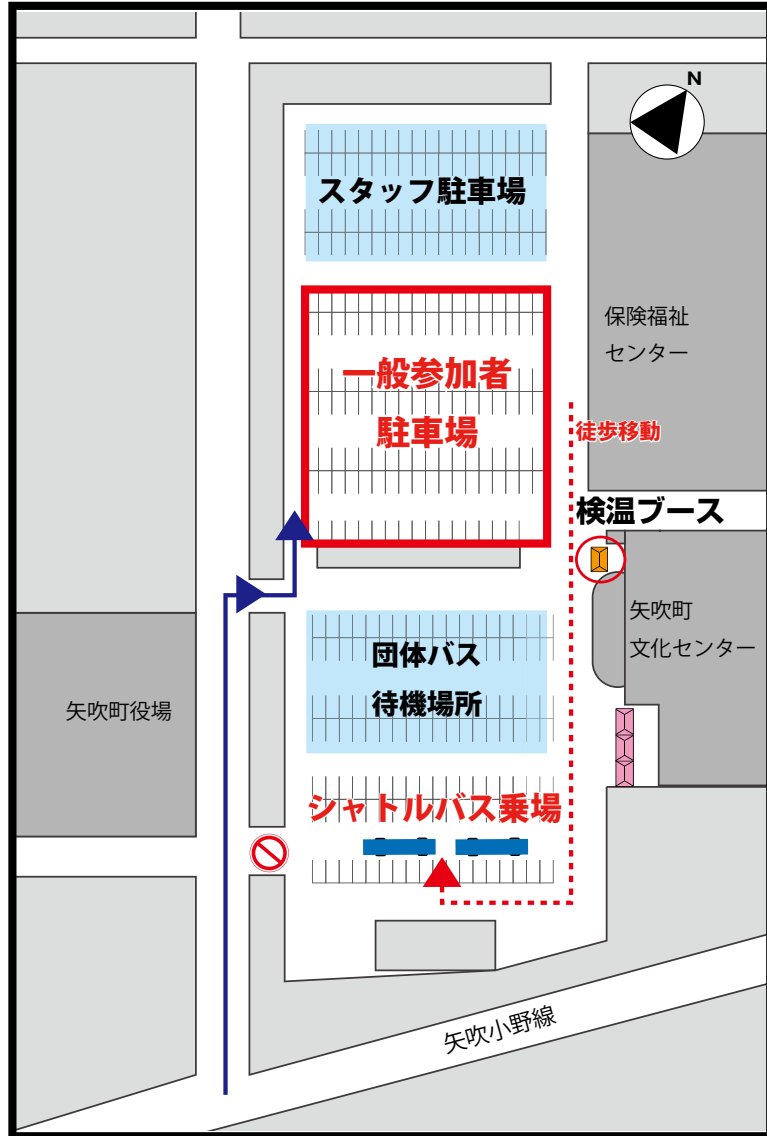 N
スタッフ駐車場
保険福祉
センター
一般参加者
駐車場
徒歩移動
検温ブース
矢吹町
文化センター
団体バス
待機場所
矢吹町役場
シャトルバス乗場
矢吹小野線